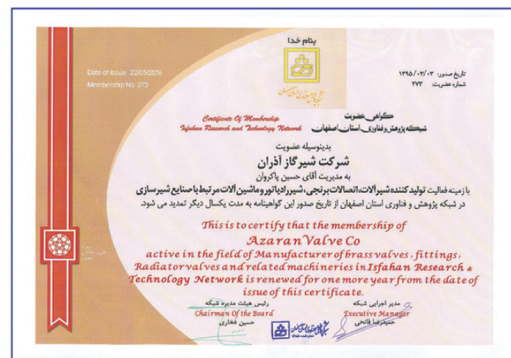 بنام خدا
Date of Issue 22/05/2016
Membership No 273
تاریخ صدور: ۱۳۹۵/۰۳/۰۲
شماره عضویت: ۲۷۳
Certificate Of Membership
Isfahan Research and Technology Network
گواهی عضویت
شبکه پژوهش و فناوری استان اصفهان
بدینوسیله عضویت
شرکت شیر گاز آذران
به مدیریت آقای حسین پاکروان
با زمینه فعالیت تولید کننده شیرآلات، اتصالات برنجی، شیر رادیاتور و ماشین آلات مرتبط با صنایع شیرسازی
در شبکه پژوهش و فناوری استان اصفهان از تاریخ صدور این گواهینامه به مدت یکسال دیگر تمدید می شود.
This is to certify that the membership of
Azaran Valve Co
active in the field of Manufacturer of brass valves, fittings,
Radiator valves and related machineries in Isfahan Research &
Technology Network is renewed for one more year from the date of
issue of this certificate.
رئیس هیئت مدیره شبکه
Chairman Of the Board
حسین غفاری
مدیر اجرایی شبکه
Executive Manager
حمیدرضا فاتحی